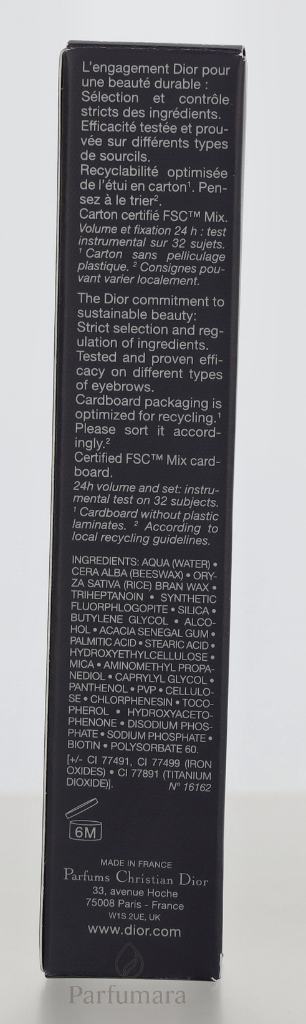 L'engagement Dior pour
une beauté durable :
Sélection et contrôle
stricts des ingrédients.
Efficacité testée et prou-
vée sur différents types
de sourcils.
Recyclabilité optimisée
de l'étui en carton¹. Pen-
sez à le trier².
Carton certifié FSC™ Mix.
Volume et fixation 24 h : test
instrumental sur 32 sujets.
¹ Carton sans pelliculage
plastique. ² Consignes pou-
vant varier localement.
The Dior commitment to
sustainable beauty:
Strict selection and reg-
ulation of ingredients.
Tested and proven effi-
cacy on different types
of eyebrows.
Cardboard packaging is
optimized for recycling.¹
Please sort it accord-
ingly.²
Certified FSC™ Mix card-
board.
24h volume and set: instru-
mental test on 32 subjects.
¹ Cardboard without plastic
laminates. ² According to
local recycling guidelines.
INGREDIENTS: AQUA (WATER) •
CERA ALBA (BEESWAX) • ORY-
ZA SATIVA (RICE) BRAN WAX •
TRIHEPTANOIN • SYNTHETIC
FLUORPHLOGOPITE • SILICA •
BUTYLENE GLYCOL • ALCO-
HOL • ACACIA SENEGAL GUM •
PALMITIC ACID • STEARIC ACID •
HYDROXYETHYLCELLULOSE •
MICA • AMINOMETHYL PROPA-
NEDIOL • CAPRYLYL GLYCOL •
PANTHENOL • PVP • CELLULO-
SE • CHLORPHENESIN • TOCO-
PHEROL • HYDROXYACETO-
PHENONE • DISODIUM PHOS-
PHATE • SODIUM PHOSPHATE •
BIOTIN • POLYSORBATE 60.
[+/- CI 77491, CI 77499 (IRON
OXIDES) • CI 77891 (TITANIUM
DIOXIDE)]. N° 16162
6M
MADE IN FRANCE
Parfums Christian Dior
33, avenue Hoche
75008 Paris - France
W1S 2UE, UK
www.dior.com
Parfumara